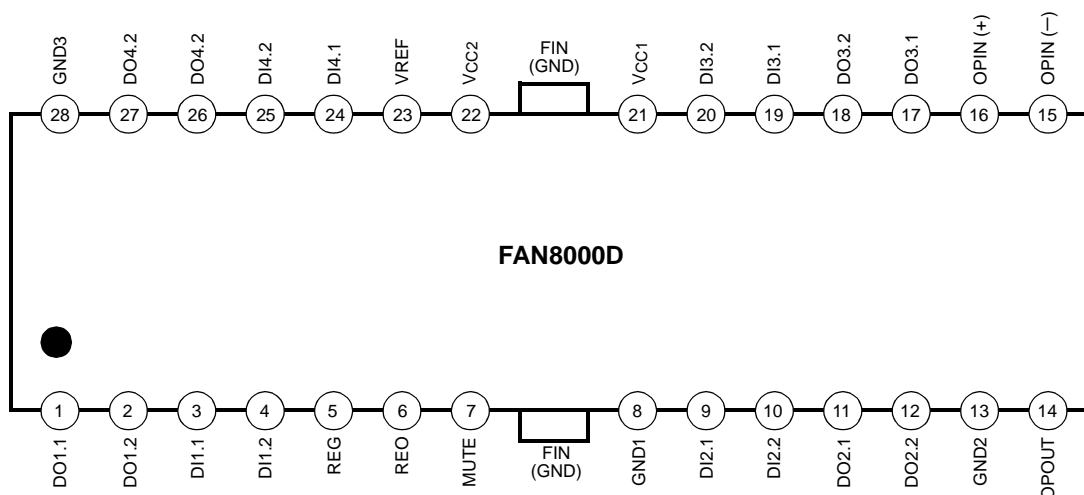 GND3
DO4.2
DO4.2
DI4.2
DI4.1
VREF
VCC2
FIN
(GND)
VCC1
DI3.2
DI3.1
DO3.2
DO3.1
OPIN (+)
OPIN (−)
28
27
26
25
24
23
22
21
20
19
18
17
16
15
FAN8000D
1
2
3
4
5
6
7
8
9
10
11
12
13
14
DO1.1
DO1.2
DI1.1
DI1.2
REG
REO
MUTE
FIN
(GND)
GND1
DI2.1
DI2.2
DO2.1
DO2.2
GND2
OPOUT